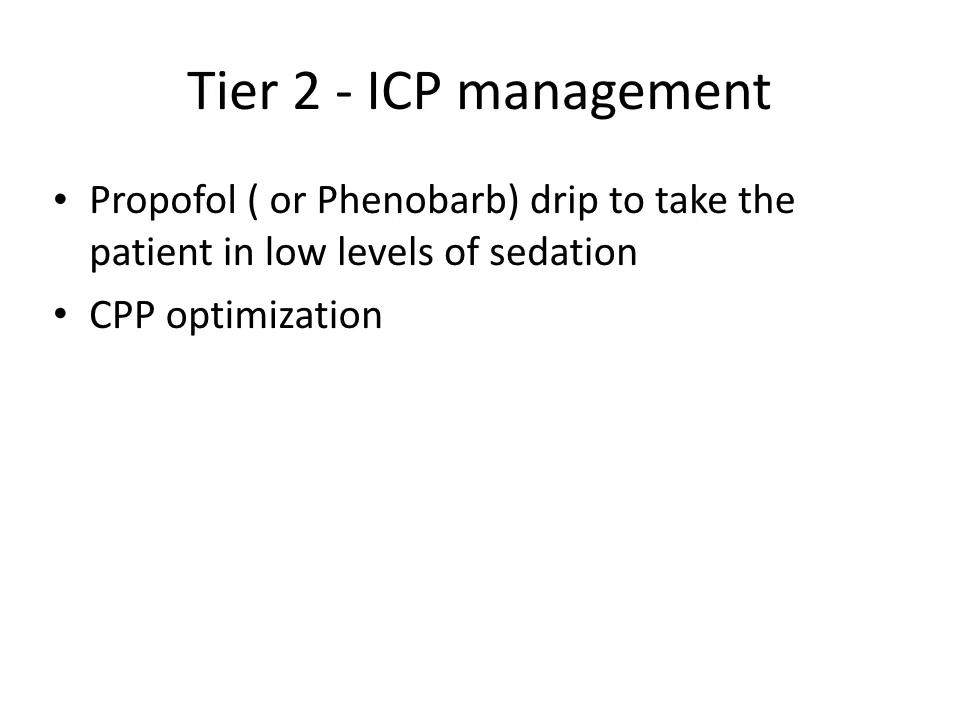 Tier 2 - ICP management
• Propofol ( or Phenobarb) drip to take the
patient in low levels of sedation
• CPP optimization